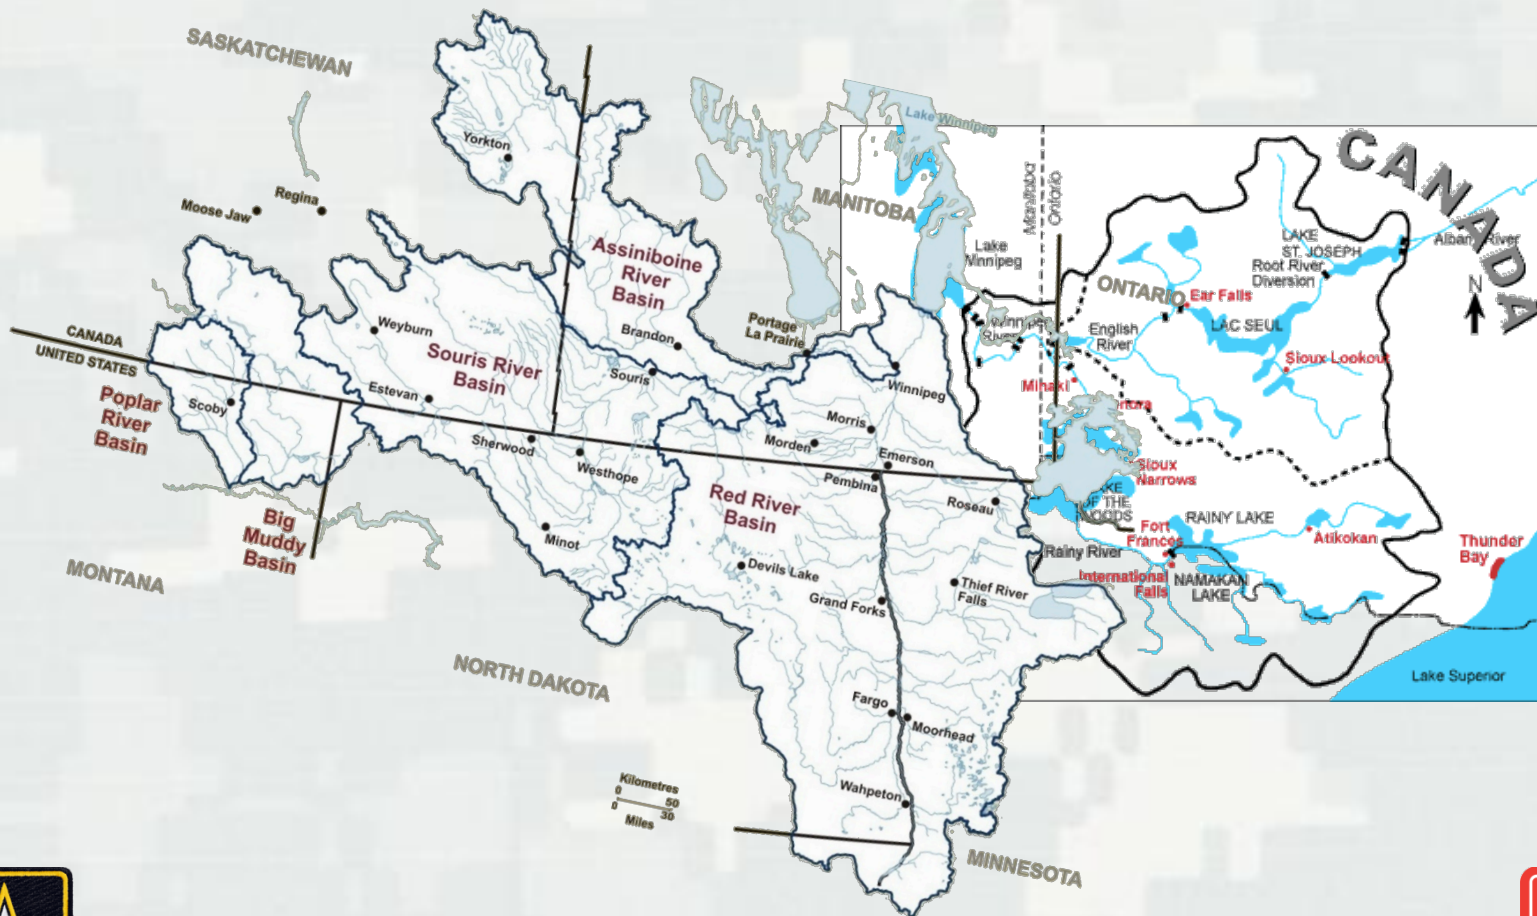 SASKATCHEWAN
CANADA
Lake Winnipeg
Yorkton
Manitoba
Ontario
Regina
Moose Jaw
MANITOBA
Assiniboine
River
Basin
Lake
Winnipeg
LAKE
ST. JOSEPH
Root River
Diversion
Albany River
N
ONTARIO
Ear Falls
CANADA
UNITED STATES
Weyburn
Brandon
Portage
La Prairie
English
River
LAC SEUL
Sioux Lookout
Souris River
Basin
Souris
Winnipeg
River
Winnipeg
Minaki
Poplar
River
Basin
Scoby
Estevan
Sherwood
Westhope
Morris
Morden
Emerson
Pembina
Roseau
Sioux
Narrows
OF THE
WOODS
RAINY LAKE
Fort
Frances
Atikokan
Thunder
Bay
Big
Muddy
Basin
Red River
Basin
Minot
Devils Lake
Grand Forks
Thief River
Falls
Rainy River
International
Falls
NAMAKAN
LAKE
MONTANA
NORTH DAKOTA
Lake Superior
Fargo
Moorhead
Kilometres
0 50
0 30
Miles
Wahpeton
MINNESOTA